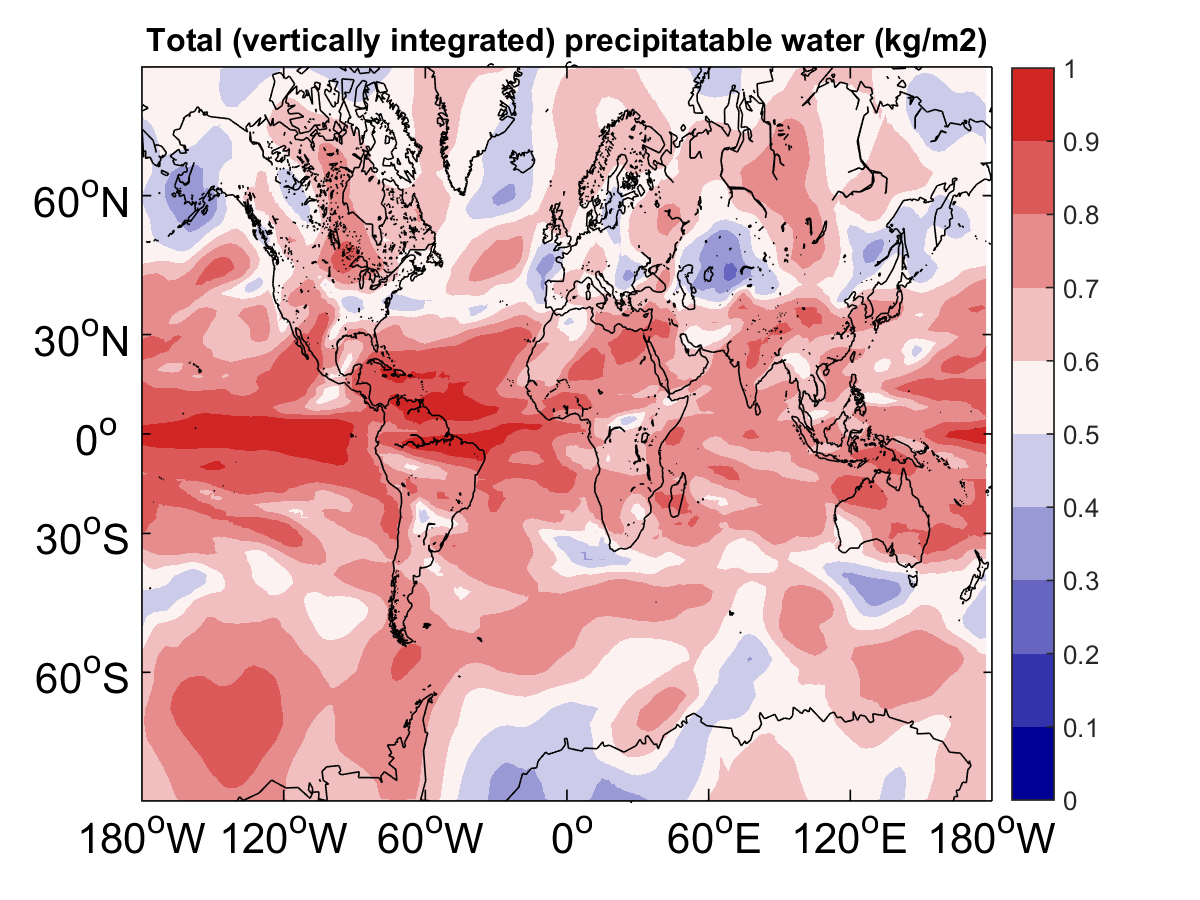 Total (vertically integrated) precipitatable water (kg/m2)
1
0.9
0.8
0.7
0.6
0.5
0.4
0.3
0.2
0.1
0
60°N
30°N
0°
30°S
60°S
180°W 120°W 60°W 0° 60°E 120°E 180°W